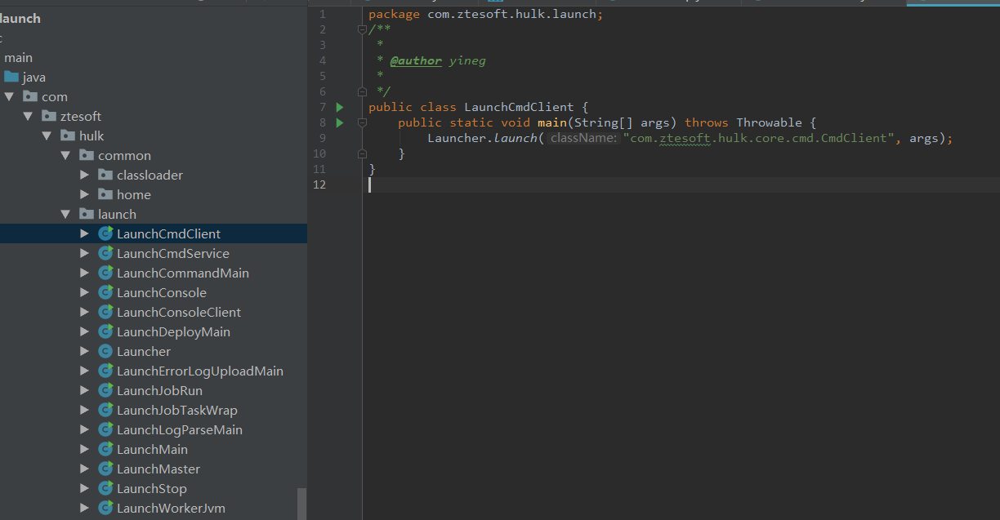 launch
main
java
com
ztesoft
hulk
common
classloader
home
launch
LaunchCmdClient
LaunchCmdService
LaunchCommandMain
LaunchConsole
LaunchConsoleClient
LaunchDeployMain
Launcher
LaunchErrorLogUploadMain
LaunchJobRun
LaunchJobTaskWrap
LaunchLogParseMain
LaunchMain
LaunchMaster
LaunchStop
LaunchWorkerJvm
1 package com.ztesoft.hulk.launch;
2 /**
3 *
4 * @author yineg
5 *
6 */
7 public class LaunchCmdClient {
8 public static void main(String[] args) throws Throwable {
9 Launcher.launch( className: "com.ztesoft.hulk.core.cmd.CmdClient", args);
10 }
11 }
12